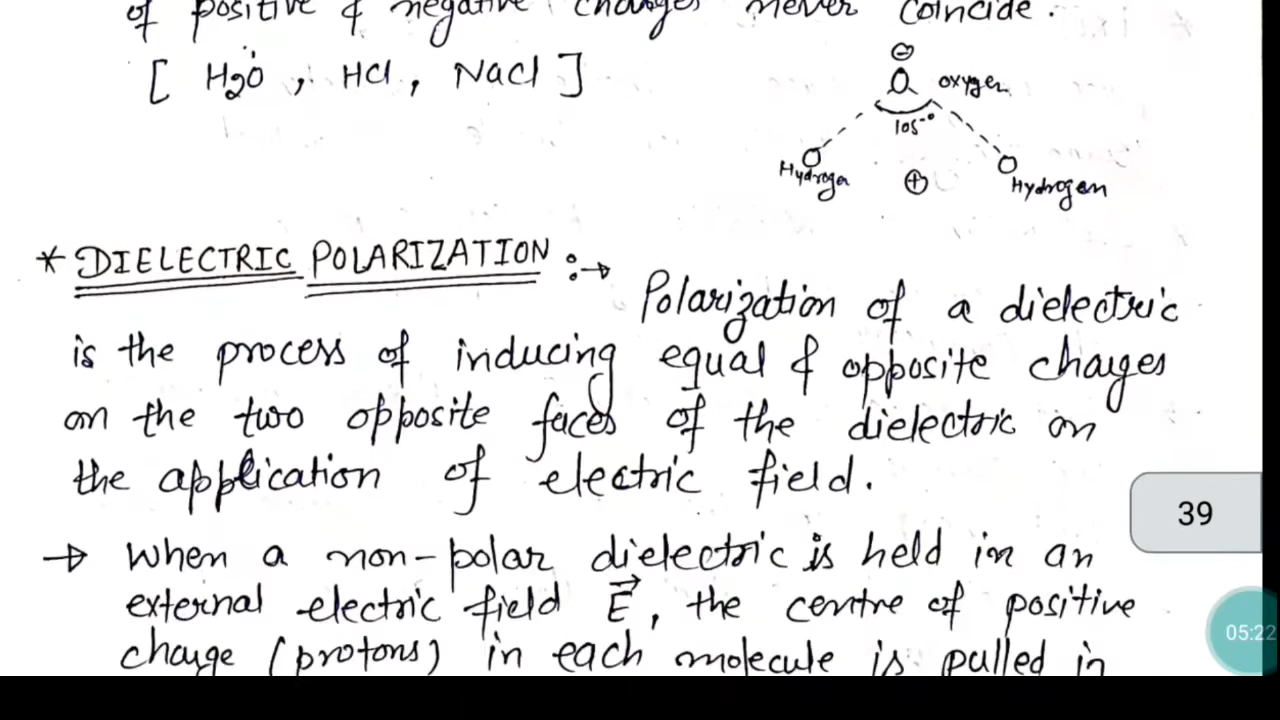 of positive & negative charges never coincide.
[ H2O, HCl, NaCl ]
⊖
oxygen
105°
Hydrogen
Hydrogen
⊕
* DIELECTRIC POLARIZATION :→
Polarization of a dielectric
is the process of inducing equal & opposite charges
on the two opposite faces of the dielectric on
the application of electric field.
39
→ When a non-polar dielectric is held in an
external electric field E⃗, the centre of positive
05:22
charge (protons) in each molecule is pulled in